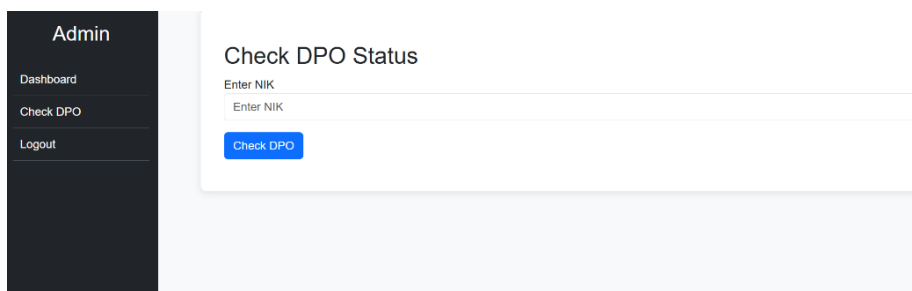 Admin
Dashboard
Check DPO
Logout
Check DPO Status
Enter NIK
Enter NIK
Check DPO